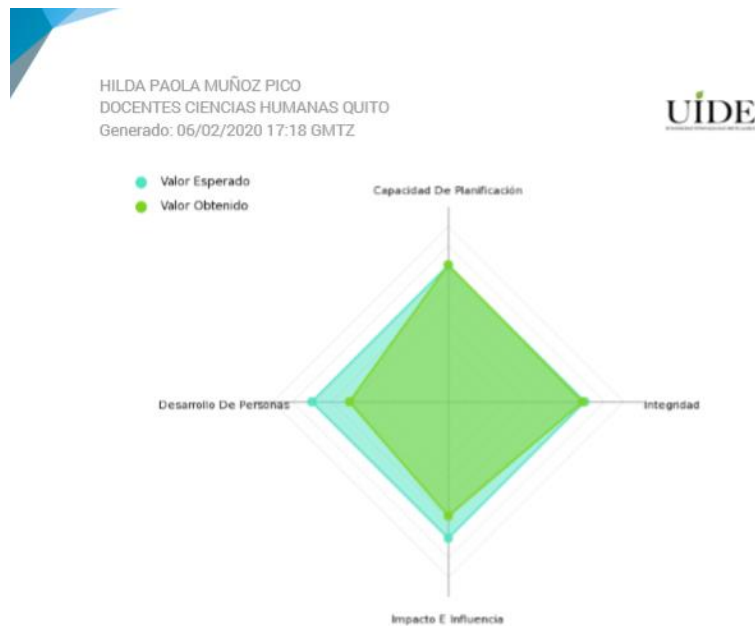 HILDA PAOLA MUÑOZ PICO
DOCENTES CIENCIAS HUMANAS QUITO
Generado: 06/02/2020 17:18 GMTZ
UIDE
Valor Esperado
Valor Obtenido
Capacidad De Planificación
Desarrollo De Personas
Integridad
Impacto E Influencia